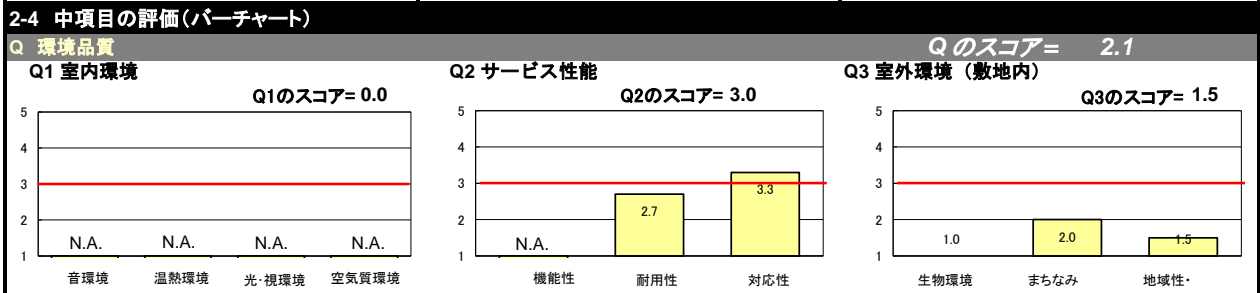 2-4 中項目の評価(バーチャート)
Q 環境品質 Qのスコア= 2.1
Q1 室内環境 Q2 サービス性能 Q3 室外環境 (敷地内)
Q1のスコア= 0.0 Q2のスコア= 3.0 Q3のスコア= 1.5
5 5 5
4 4 4
3 3 3
3.3
2.7
2 2 2
N.A. N.A. N.A. N.A. N.A. 1.0 2.0 1.5
1 1 1
音環境 温熱環境 光・視環境 空気質環境 機能性 耐用性 対応性 生物環境 まちなみ 地域性・